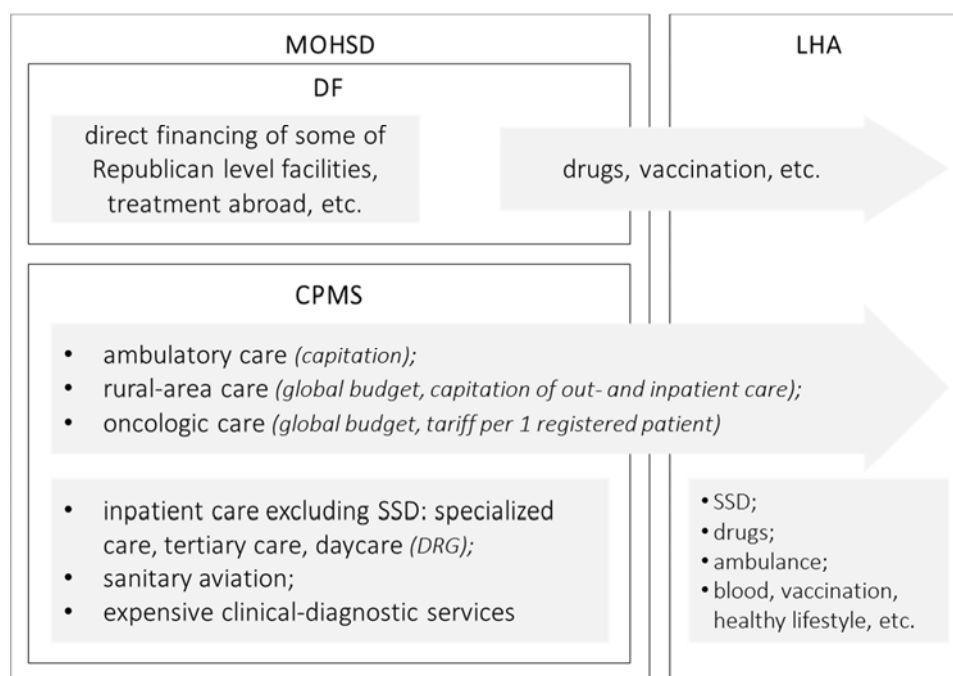 MOHSD
DF
direct financing of some of
Republican level facilities,
treatment abroad, etc.
drugs, vaccination, etc.
CPMS
• ambulatory care (capitation);
• rural-area care (global budget, capitation of out- and inpatient care);
• oncologic care (global budget, tariff per 1 registered patient)
• inpatient care excluding SSD: specialized
care, tertiary care, daycare (DRG);
• sanitary aviation;
• expensive clinical-diagnostic services
LHA
• SSD;
• drugs;
• ambulance;
• blood, vaccination,
healthy lifestyle, etc.